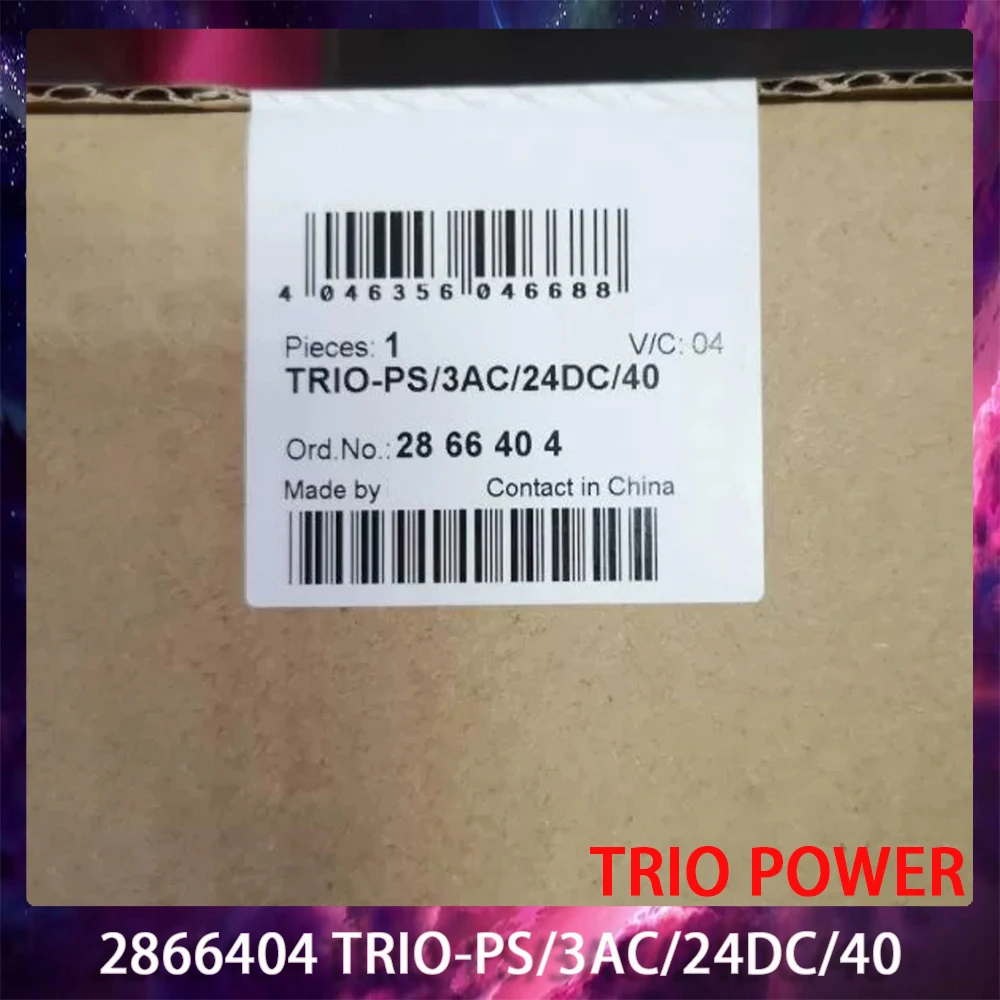 4 046356 046688
Pieces: 1 V/C: 04
TRIO-PS/3AC/24DC/40
Ord.No.: 28 66 40 4
Made by Contact in China
TRIO POWER
2866404 TRIO-PS/3AC/24DC/40